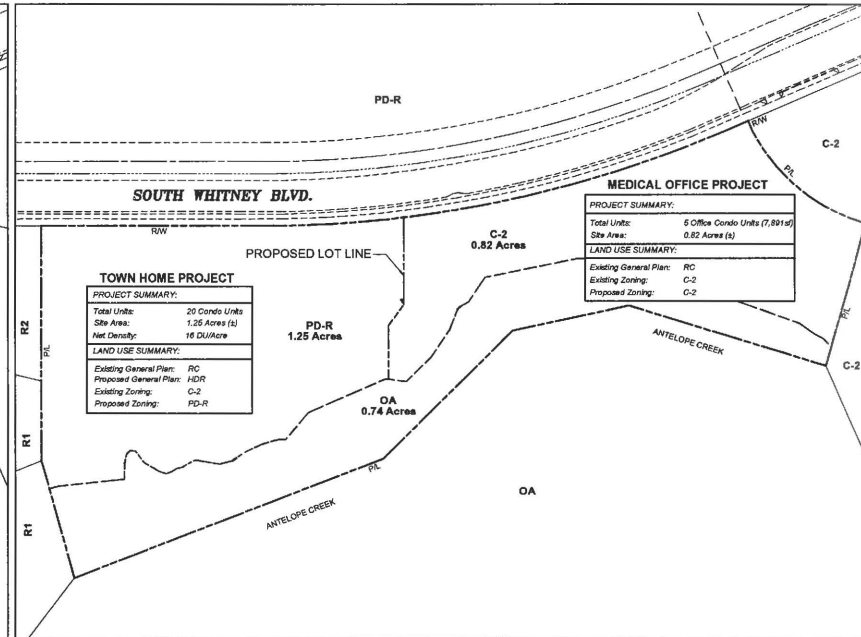 PD-R
R/W
C-2
P/L
SOUTH WHITNEY BLVD.
R/W
MEDICAL OFFICE PROJECT
PROJECT SUMMARY:
Total Units: 5 Office Condo Units (7,891sf)
Site Area: 0.82 Acres (±)
LAND USE SUMMARY:
Existing General Plan: RC
Existing Zoning: C-2
Proposed Zoning: C-2
C-2
0.82 Acres
PROPOSED LOT LINE
TOWN HOME PROJECT
PROJECT SUMMARY:
Total Units: 20 Condo Units
Site Area: 1.25 Acres (±)
Net Density: 16 DU/Acre
LAND USE SUMMARY:
Existing General Plan: RC
Proposed General Plan: HDR
Existing Zoning: C-2
Proposed Zoning: PD-R
PD-R
1.25 Acres
R2
P/L
P/L
ANTELOPE CREEK
C-2
OA
0.74 Acres
R1
P/L
OA
ANTELOPE CREEK
R1